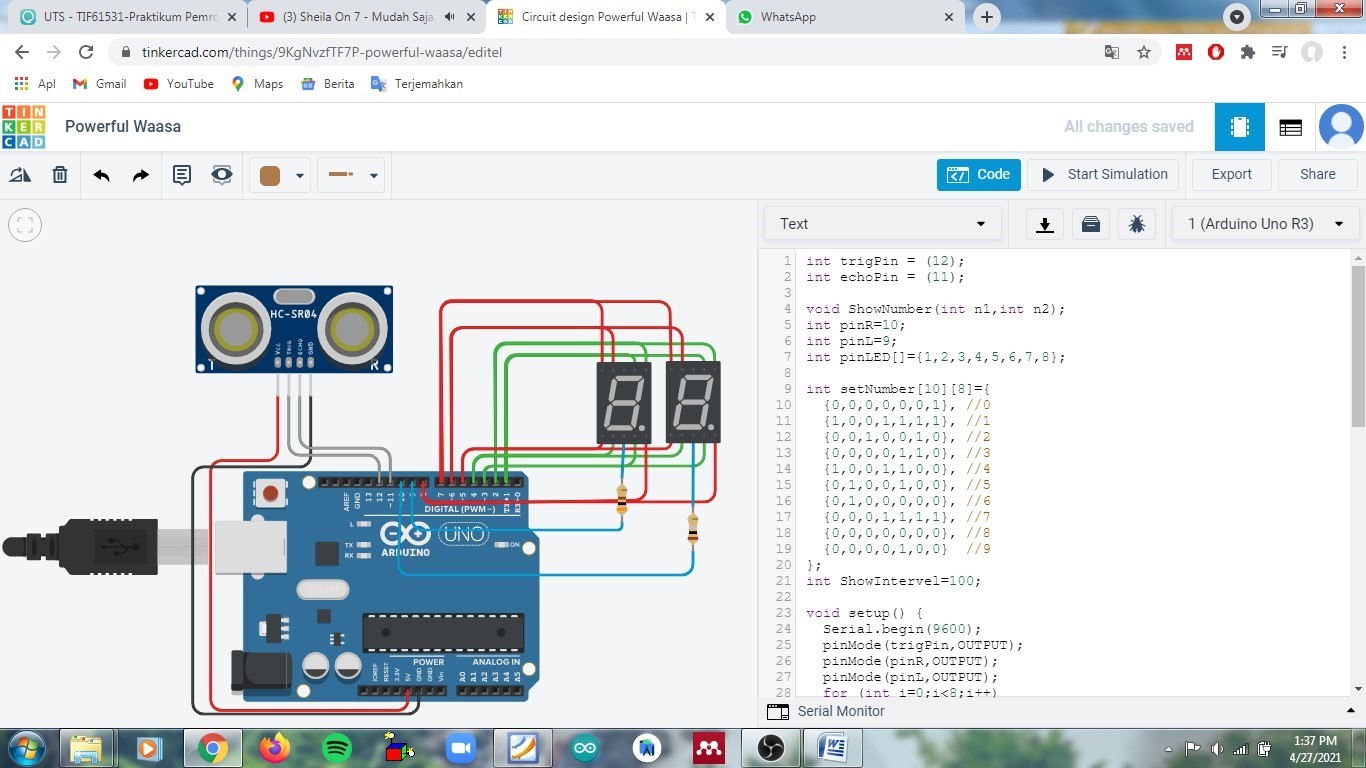 UTS - TIF61531-Praktikum Pemro
(3) Sheila On 7 - Mudah Saja
Circuit design Powerful Waasa | T
WhatsApp
tinkercad.com/things/9KgNvzfTF7P-powerful-waasa/editel
Apl
Gmail
YouTube
Maps
Berita
Terjemahkan
TIN
KER
CAD
Powerful Waasa
All changes saved
Code
Start Simulation
Export
Share
Text
1 (Arduino Uno R3)
1 int trigPin = (12);
2 int echoPin = (11);
3
4 void ShowNumber(int n1,int n2);
5 int pinR=10;
6 int pinL=9;
7 int pinLED[]={1,2,3,4,5,6,7,8};
8
9 int setNumber[10][8]={
10 {0,0,0,0,0,0,1}, //0
11 {1,0,0,1,1,1,1}, //1
12 {0,0,1,0,0,1,0}, //2
13 {0,0,0,0,1,1,0}, //3
14 {1,0,0,1,1,0,0}, //4
15 {0,1,0,0,1,0,0}, //5
16 {0,1,0,0,0,0,0}, //6
17 {0,0,0,1,1,1,1}, //7
18 {0,0,0,0,0,0,0}, //8
19 {0,0,0,0,1,0,0} //9
20 };
21 int ShowIntervel=100;
22
23 void setup() {
24 Serial.begin(9600);
25 pinMode(trigPin,OUTPUT);
26 pinMode(pinR,OUTPUT);
27 pinMode(pinL,OUTPUT);
28 for (int i=0;i<8;i++)
Serial Monitor
HC-SR04
Vcc
TRIG
ECHO
GND
T
R
AREF
GND
13
12
~11
7
~6
~5
4
~3
2
TX→1
RX←0
DIGITAL (PWM~)
L
TX
RX
ARDUINO
UNO
ON
POWER
ANALOG IN
IOREF
RESET
3.3V
5V
GND
GND
Vin
A0
A1
A2
A3
A4
A5
1:37 PM
4/27/2021